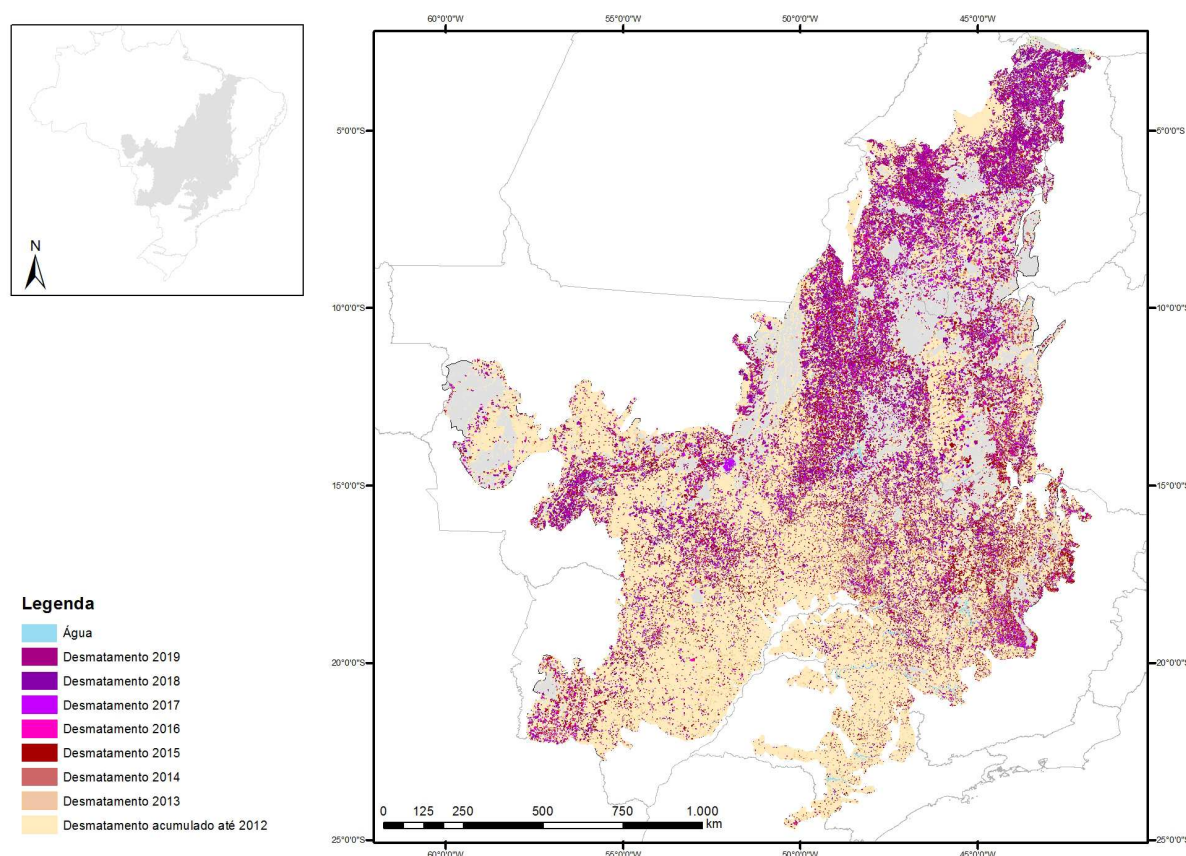 60°0'0"W 55°0'0"W 50°0'0"W 45°0'0"W
N
5°0'0"S 5°0'0"S
10°0'0"S 10°0'0"S
15°0'0"S 15°0'0"S
20°0'0"S 20°0'0"S
25°0'0"S 25°0'0"S
Legenda
Água
Desmatamento 2019
Desmatamento 2018
Desmatamento 2017
Desmatamento 2016
Desmatamento 2015
Desmatamento 2014
Desmatamento 2013
Desmatamento acumulado até 2012
0 125 250 500 750 1.000
km
60°0'0"W 55°0'0"W 50°0'0"W 45°0'0"W